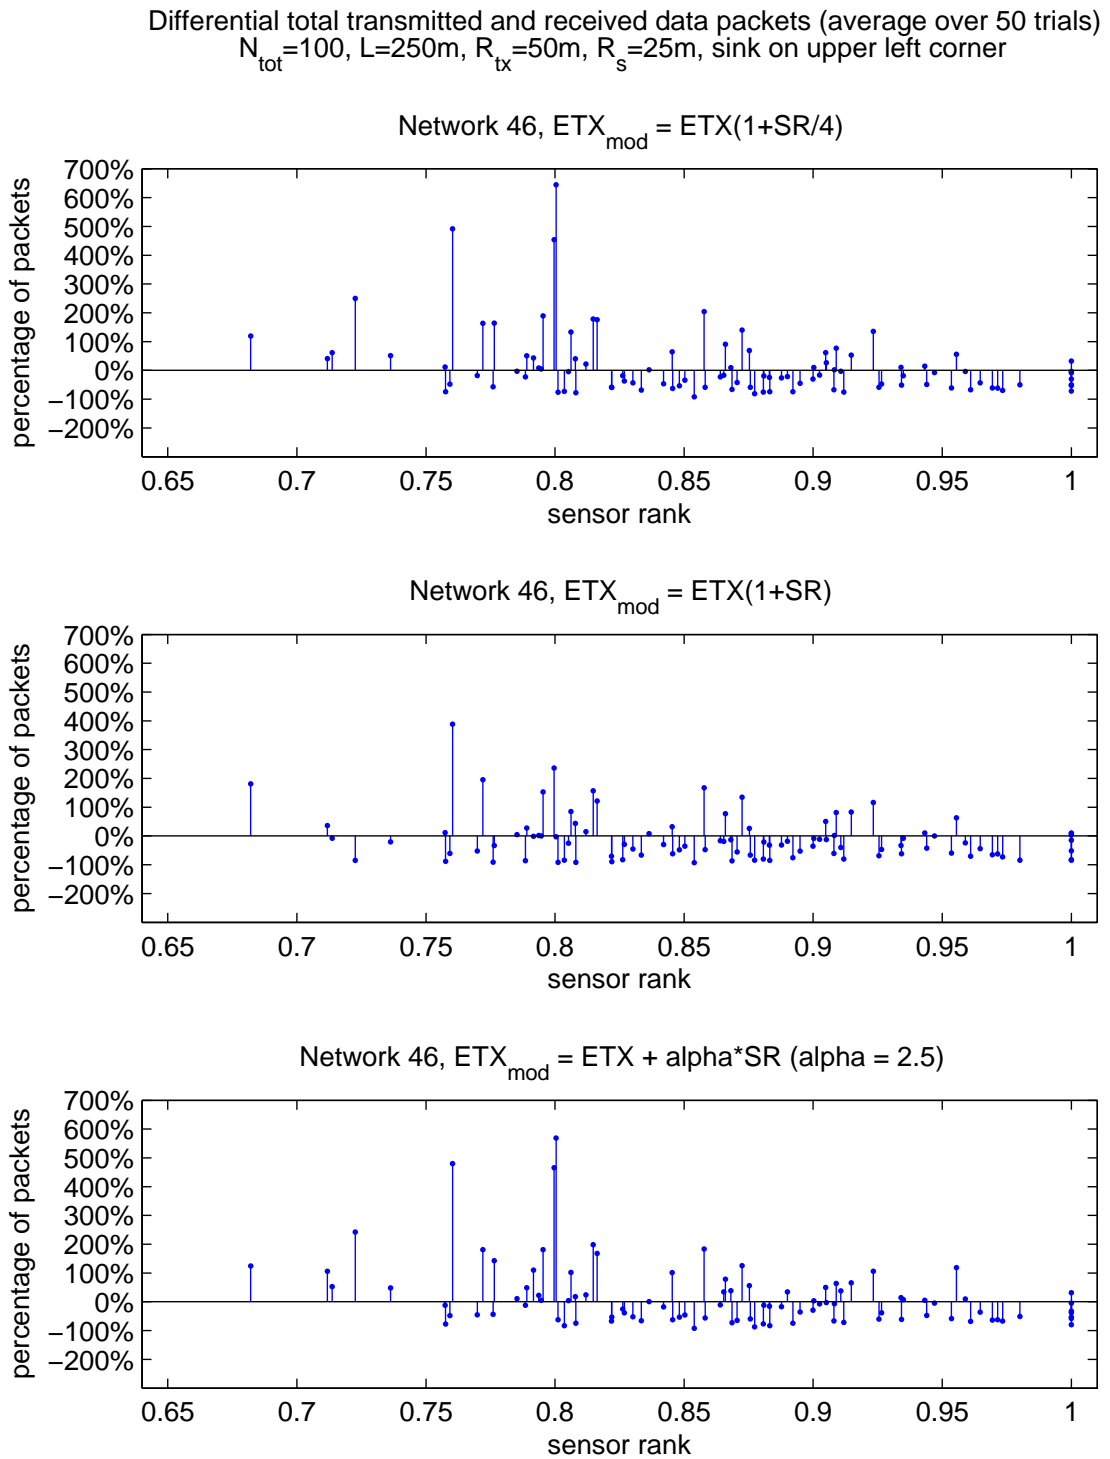 Differential total transmitted and received data packets (average over 50 trials)
N_tot=100, L=250m, R_tx=50m, R_s=25m, sink on upper left corner
Network 46, ETX_mod = ETX(1+SR/4)
700%
600%
500%
400%
300%
200%
100%
0%
−100%
−200%
percentage of packets
0.65 0.7 0.75 0.8 0.85 0.9 0.95 1
sensor rank
Network 46, ETX_mod = ETX(1+SR)
700%
600%
500%
400%
300%
200%
100%
0%
−100%
−200%
percentage of packets
0.65 0.7 0.75 0.8 0.85 0.9 0.95 1
sensor rank
Network 46, ETX_mod = ETX + alpha*SR (alpha = 2.5)
700%
600%
500%
400%
300%
200%
100%
0%
−100%
−200%
percentage of packets
0.65 0.7 0.75 0.8 0.85 0.9 0.95 1
sensor rank